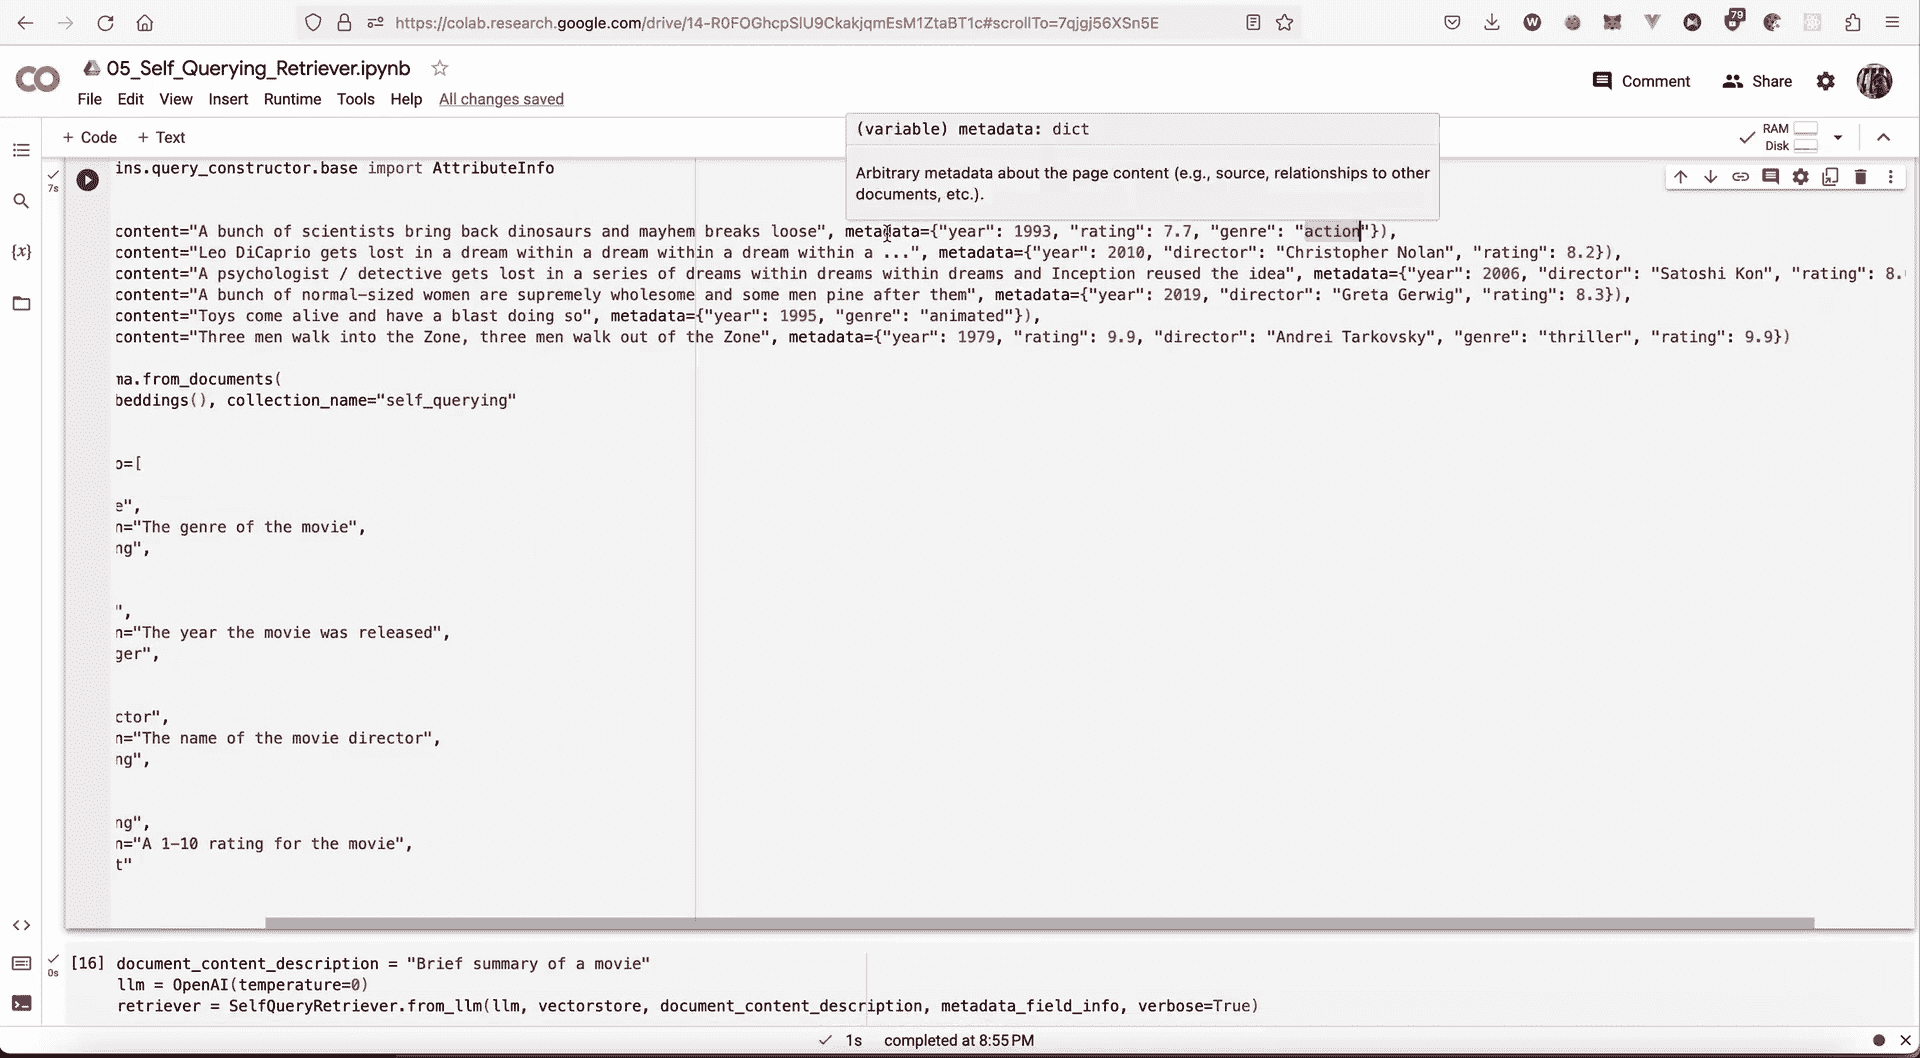 https://colab.research.google.com/drive/14-R0FOGhcpSlU9CkakjqmEsM1ZtaBT1c#scrollTo=7qjgj56XSn5E
79
05_Self_Querying_Retriever.ipynb
Comment
Share
File Edit View Insert Runtime Tools Help All changes saved
+ Code + Text
RAM
Disk
(variable) metadata: dict
Arbitrary metadata about the page content (e.g., source, relationships to other
documents, etc.).
7s
ins.query_constructor.base import AttributeInfo
content="A bunch of scientists bring back dinosaurs and mayhem breaks loose", metadata={"year": 1993, "rating": 7.7, "genre": "action"}),
content="Leo DiCaprio gets lost in a dream within a dream within a dream within a ...", metadata={"year": 2010, "director": "Christopher Nolan", "rating": 8.2}),
content="A psychologist / detective gets lost in a series of dreams within dreams within dreams and Inception reused the idea", metadata={"year": 2006, "director": "Satoshi Kon", "rating": 8.
content="A bunch of normal-sized women are supremely wholesome and some men pine after them", metadata={"year": 2019, "director": "Greta Gerwig", "rating": 8.3}),
content="Toys come alive and have a blast doing so", metadata={"year": 1995, "genre": "animated"}),
content="Three men walk into the Zone, three men walk out of the Zone", metadata={"year": 1979, "rating": 9.9, "director": "Andrei Tarkovsky", "genre": "thriller", "rating": 9.9})
ma.from_documents(
beddings(), collection_name="self_querying"
o=[
e",
n="The genre of the movie",
ng",
",
n="The year the movie was released",
ger",
ctor",
n="The name of the movie director",
ng",
ng",
n="A 1-10 rating for the movie",
t"
0s
[16] document_content_description = "Brief summary of a movie"
llm = OpenAI(temperature=0)
retriever = SelfQueryRetriever.from_llm(llm, vectorstore, document_content_description, metadata_field_info, verbose=True)
1s completed at 8:55 PM